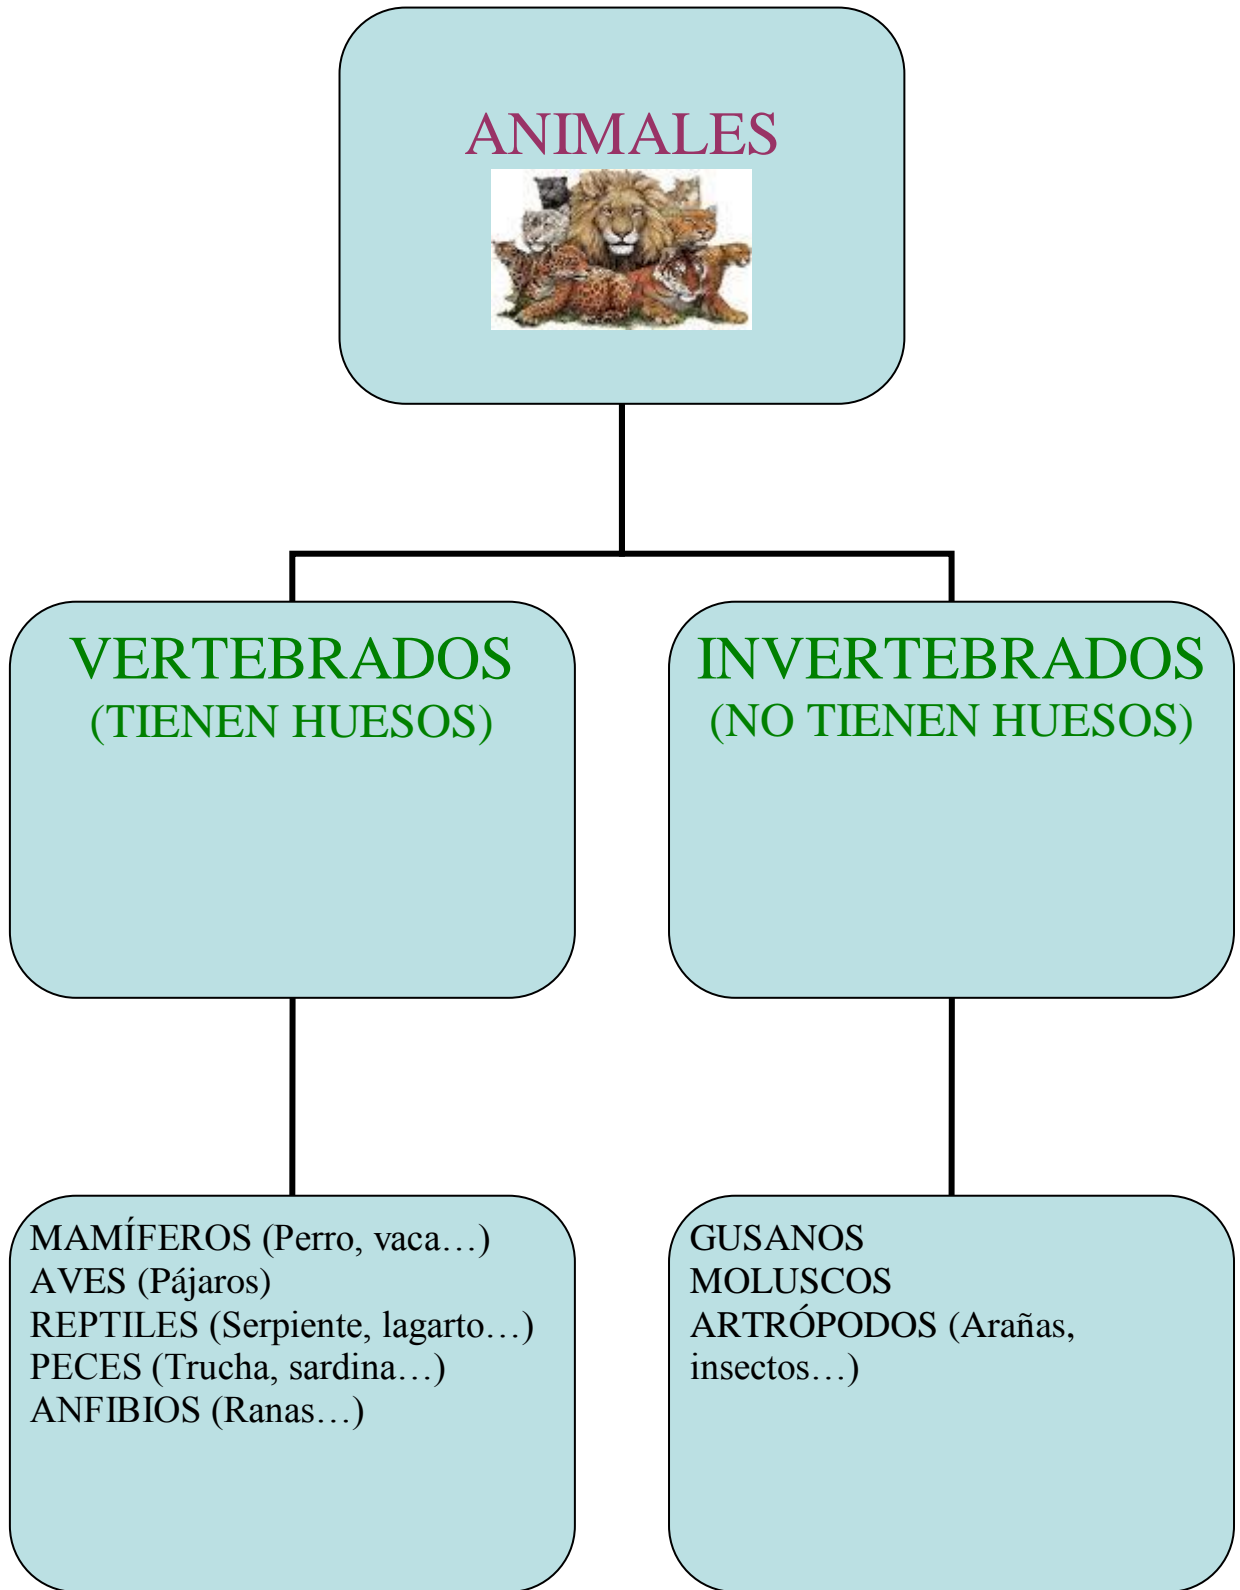 ANIMALES
VERTEBRADOS
(TIENEN HUESOS)
INVERTEBRADOS
(NO TIENEN HUESOS)
MAMÍFEROS (Perro, vaca…)
AVES (Pájaros)
REPTILES (Serpiente, lagarto…)
PECES (Trucha, sardina…)
ANFIBIOS (Ranas…)
GUSANOS
MOLUSCOS
ARTRÓPODOS (Arañas,
insectos…)